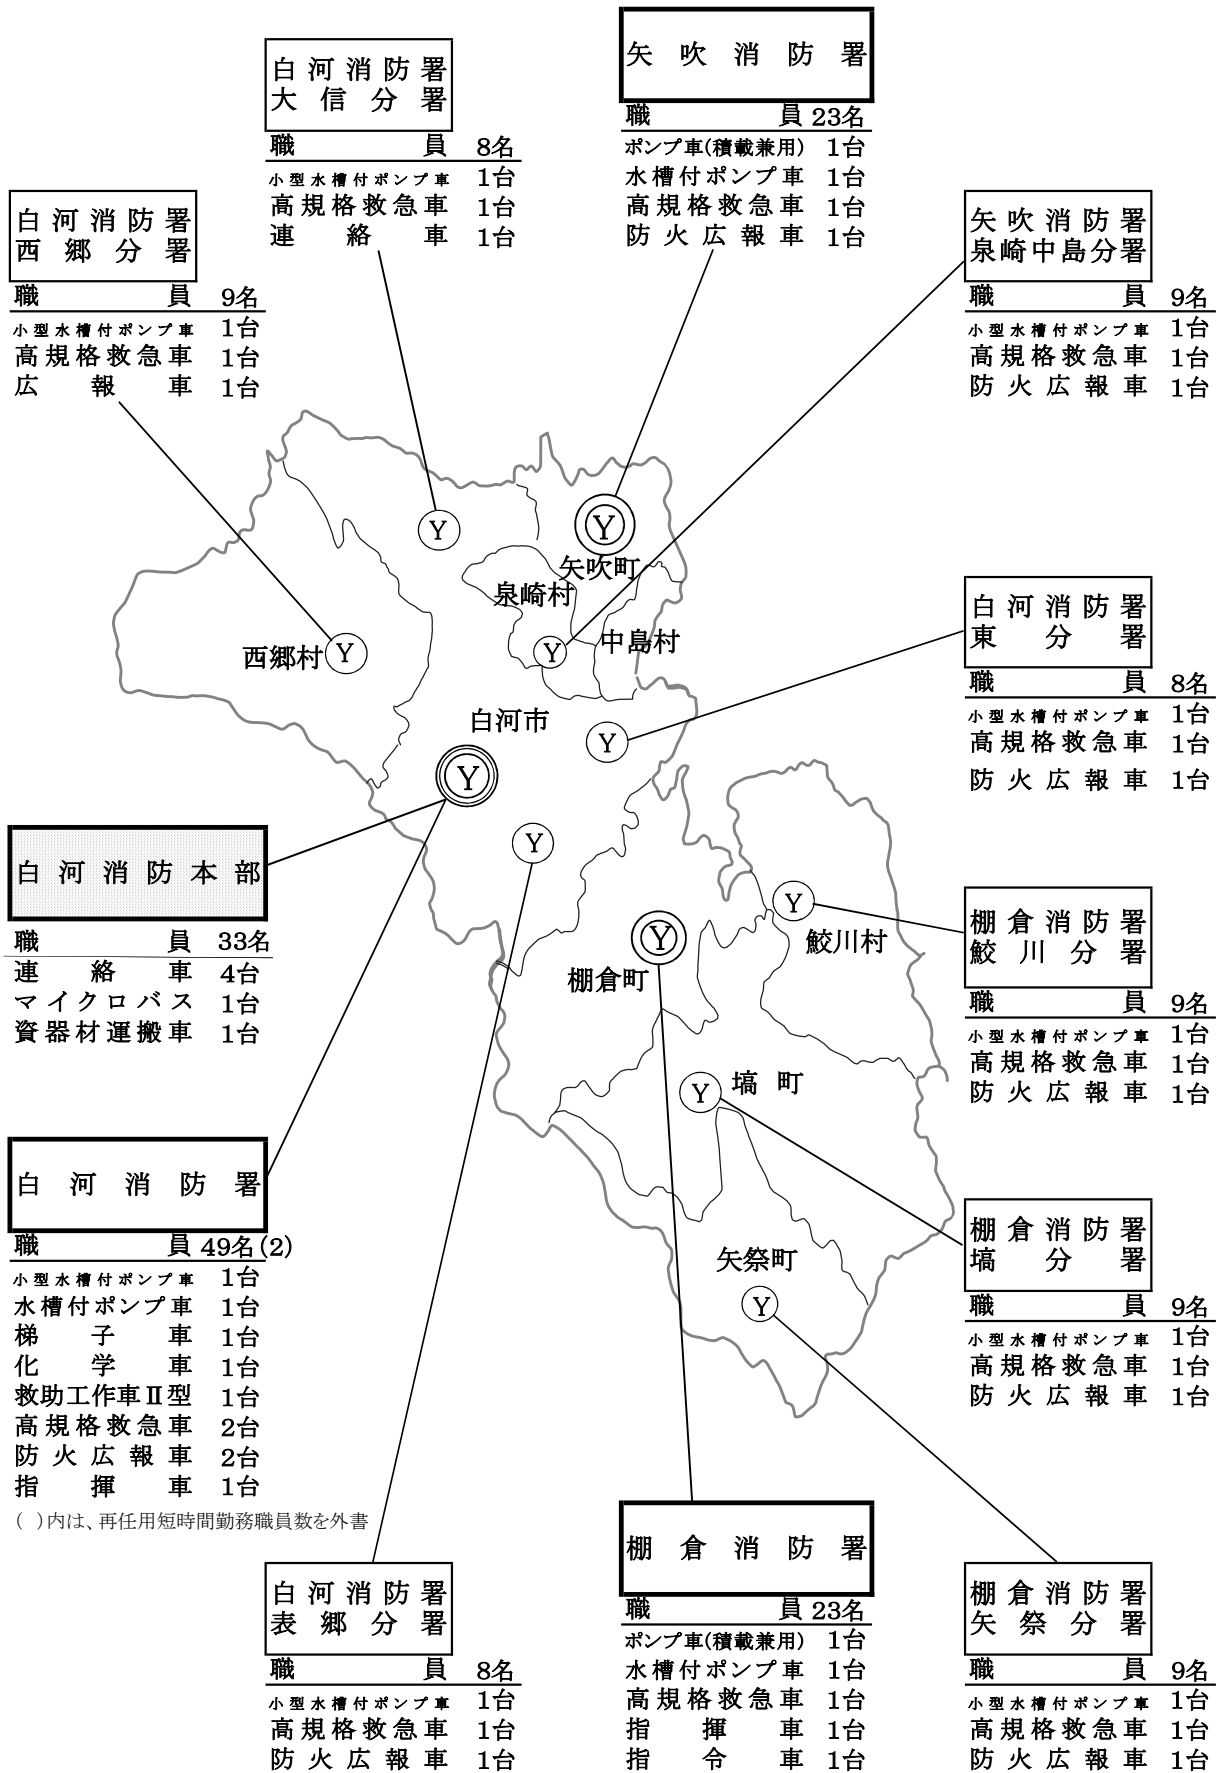 白河消防署
大信分署
職員 8名
小型水槽付ポンプ車 1台
高規格救急車 1台
連絡車 1台
矢吹消防署
職員 23名
ポンプ車(積載兼用) 1台
水槽付ポンプ車 1台
高規格救急車 1台
防火広報車 1台
白河消防署
西郷分署
職員 9名
小型水槽付ポンプ車 1台
高規格救急車 1台
広報車 1台
矢吹消防署
泉崎中島分署
職員 9名
小型水槽付ポンプ車 1台
高規格救急車 1台
防火広報車 1台
Y
Y
矢吹町
泉崎村
中島村
西郷村
Y
Y
白河市
Y
Y
Y
白河消防署
東分署
職員 8名
小型水槽付ポンプ車 1台
高規格救急車 1台
防火広報車 1台
白河消防本部
職員 33名
連絡車 4台
マイクロバス 1台
資器材運搬車 1台
Y
鮫川村
Y
棚倉町
棚倉消防署
鮫川分署
職員 9名
小型水槽付ポンプ車 1台
高規格救急車 1台
防火広報車 1台
Y
塙町
白河消防署
職員 49名(2)
小型水槽付ポンプ車 1台
水槽付ポンプ車 1台
梯子車 1台
化学車 1台
救助工作車Ⅱ型 1台
高規格救急車 2台
防火広報車 2台
指揮車 1台
( )内は、再任用短時間勤務職員数を外書
矢祭町
Y
棚倉消防署
塙分署
職員 9名
小型水槽付ポンプ車 1台
高規格救急車 1台
防火広報車 1台
白河消防署
表郷分署
職員 8名
小型水槽付ポンプ車 1台
高規格救急車 1台
防火広報車 1台
棚倉消防署
職員 23名
ポンプ車(積載兼用) 1台
水槽付ポンプ車 1台
高規格救急車 1台
指揮車 1台
指令車 1台
棚倉消防署
矢祭分署
職員 9名
小型水槽付ポンプ車 1台
高規格救急車 1台
防火広報車 1台